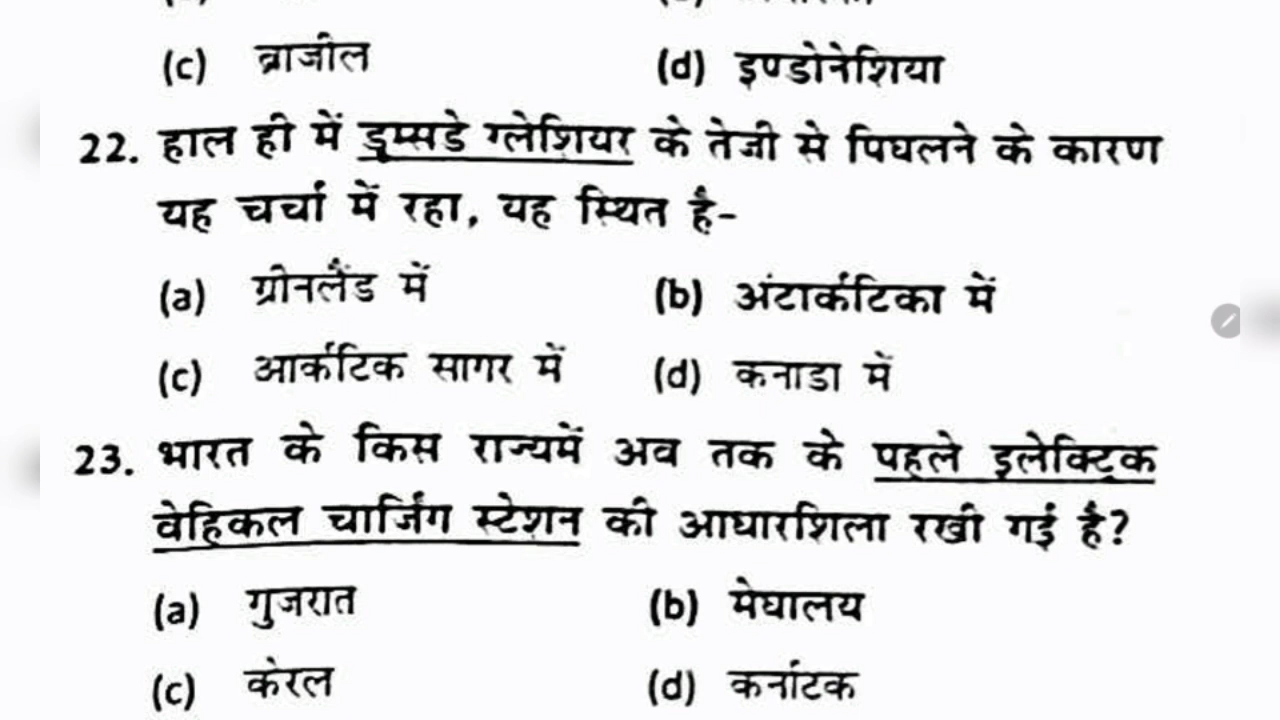 (c) ब्राजील (d) इण्डोनेशिया
22. हाल ही में डूम्सडे ग्लेशियर के तेजी से पिघलने के कारण
यह चर्चा में रहा, यह स्थित है-
(a) ग्रीनलैंड में (b) अंटार्कटिका में
(c) आर्कटिक सागर में (d) कनाडा में
23. भारत के किस राज्यमें अब तक के पहले इलेक्ट्रिक
वेहिकल चार्जिंग स्टेशन की आधारशिला रखी गई है?
(a) गुजरात (b) मेघालय
(c) केरल (d) कर्नाटक